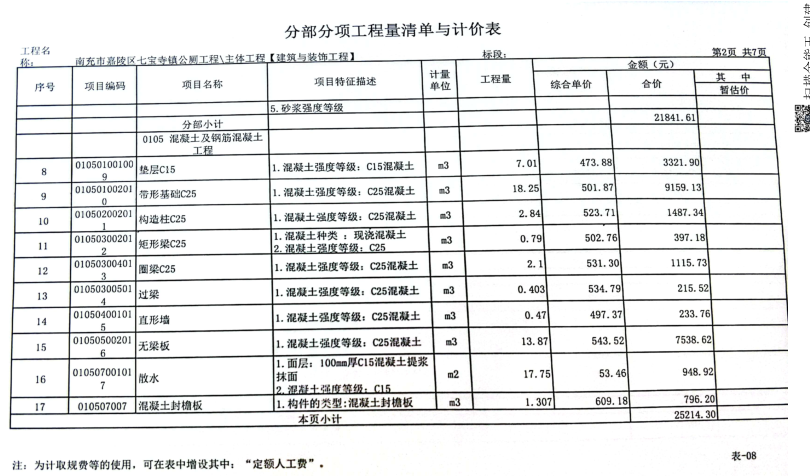 分部分项工程量清单与计价表
工程名称: 南充市嘉陵区七宝寺镇公厕工程\主体工程【建筑与装饰工程】 标段: 第2页 共7页
序号 项目编码 项目名称 项目特征描述 计量单位 工程量 金额(元)
综合单价 合价 其 中
暂估价
5.砂浆强度等级
分部小计 21841.61
0105 混凝土及钢筋混凝土工程
8 010501001009 垫层C15 1.混凝土强度等级:C15混凝土 m3 7.01 473.88 3321.90
9 010501002010 带形基础C25 1.混凝土强度等级:C25混凝土 m3 18.25 501.87 9159.13
10 010502002011 构造柱C25 1.混凝土强度等级:C25混凝土 m3 2.84 523.71 1487.34
11 010503002012 矩形梁C25 1.混凝土种类:现浇混凝土
2.混凝土强度等级:C25 m3 0.79 502.76 397.18
12 010503004013 圈梁C25 1.混凝土强度等级:C25混凝土 m3 2.1 531.30 1115.73
13 010503005014 过梁 1.混凝土强度等级:C25混凝土 m3 0.403 534.79 215.52
14 010504001015 直形墙 1.混凝土强度等级:C25混凝土 m3 0.47 497.37 233.76
15 010505002016 无梁板 1.混凝土强度等级:C25混凝土 m3 13.87 543.52 7538.62
16 010507001017 散水 1.面层:100mm厚C15混凝土提浆抹面
2.混凝土强度等级:C15 m2 17.75 53.46 948.92
17 010507007 混凝土封檐板 1.构件的类型:混凝土封檐板 m3 1.307 609.18 796.20
本页小计 25214.30
注:为计取规费等的使用,可在表中增设其中:“定额人工费”。
表-08